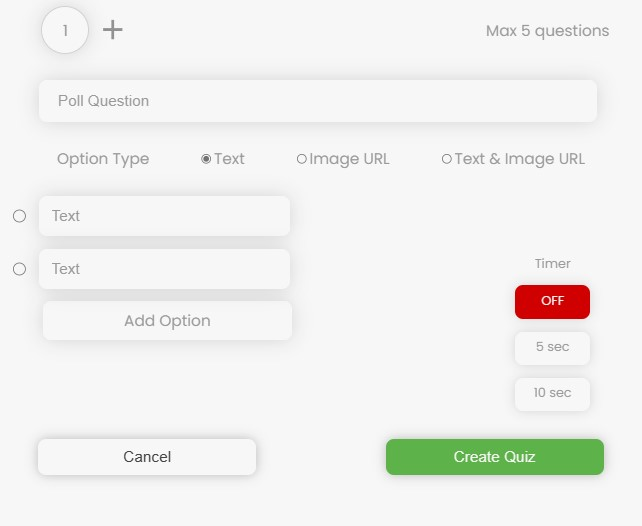 1
Max 5 questions
Poll Question
Option Type Text Image URL Text & Image URL
Text
Text
Add Option
Timer
OFF
5 sec
10 sec
Cancel
Create Quiz